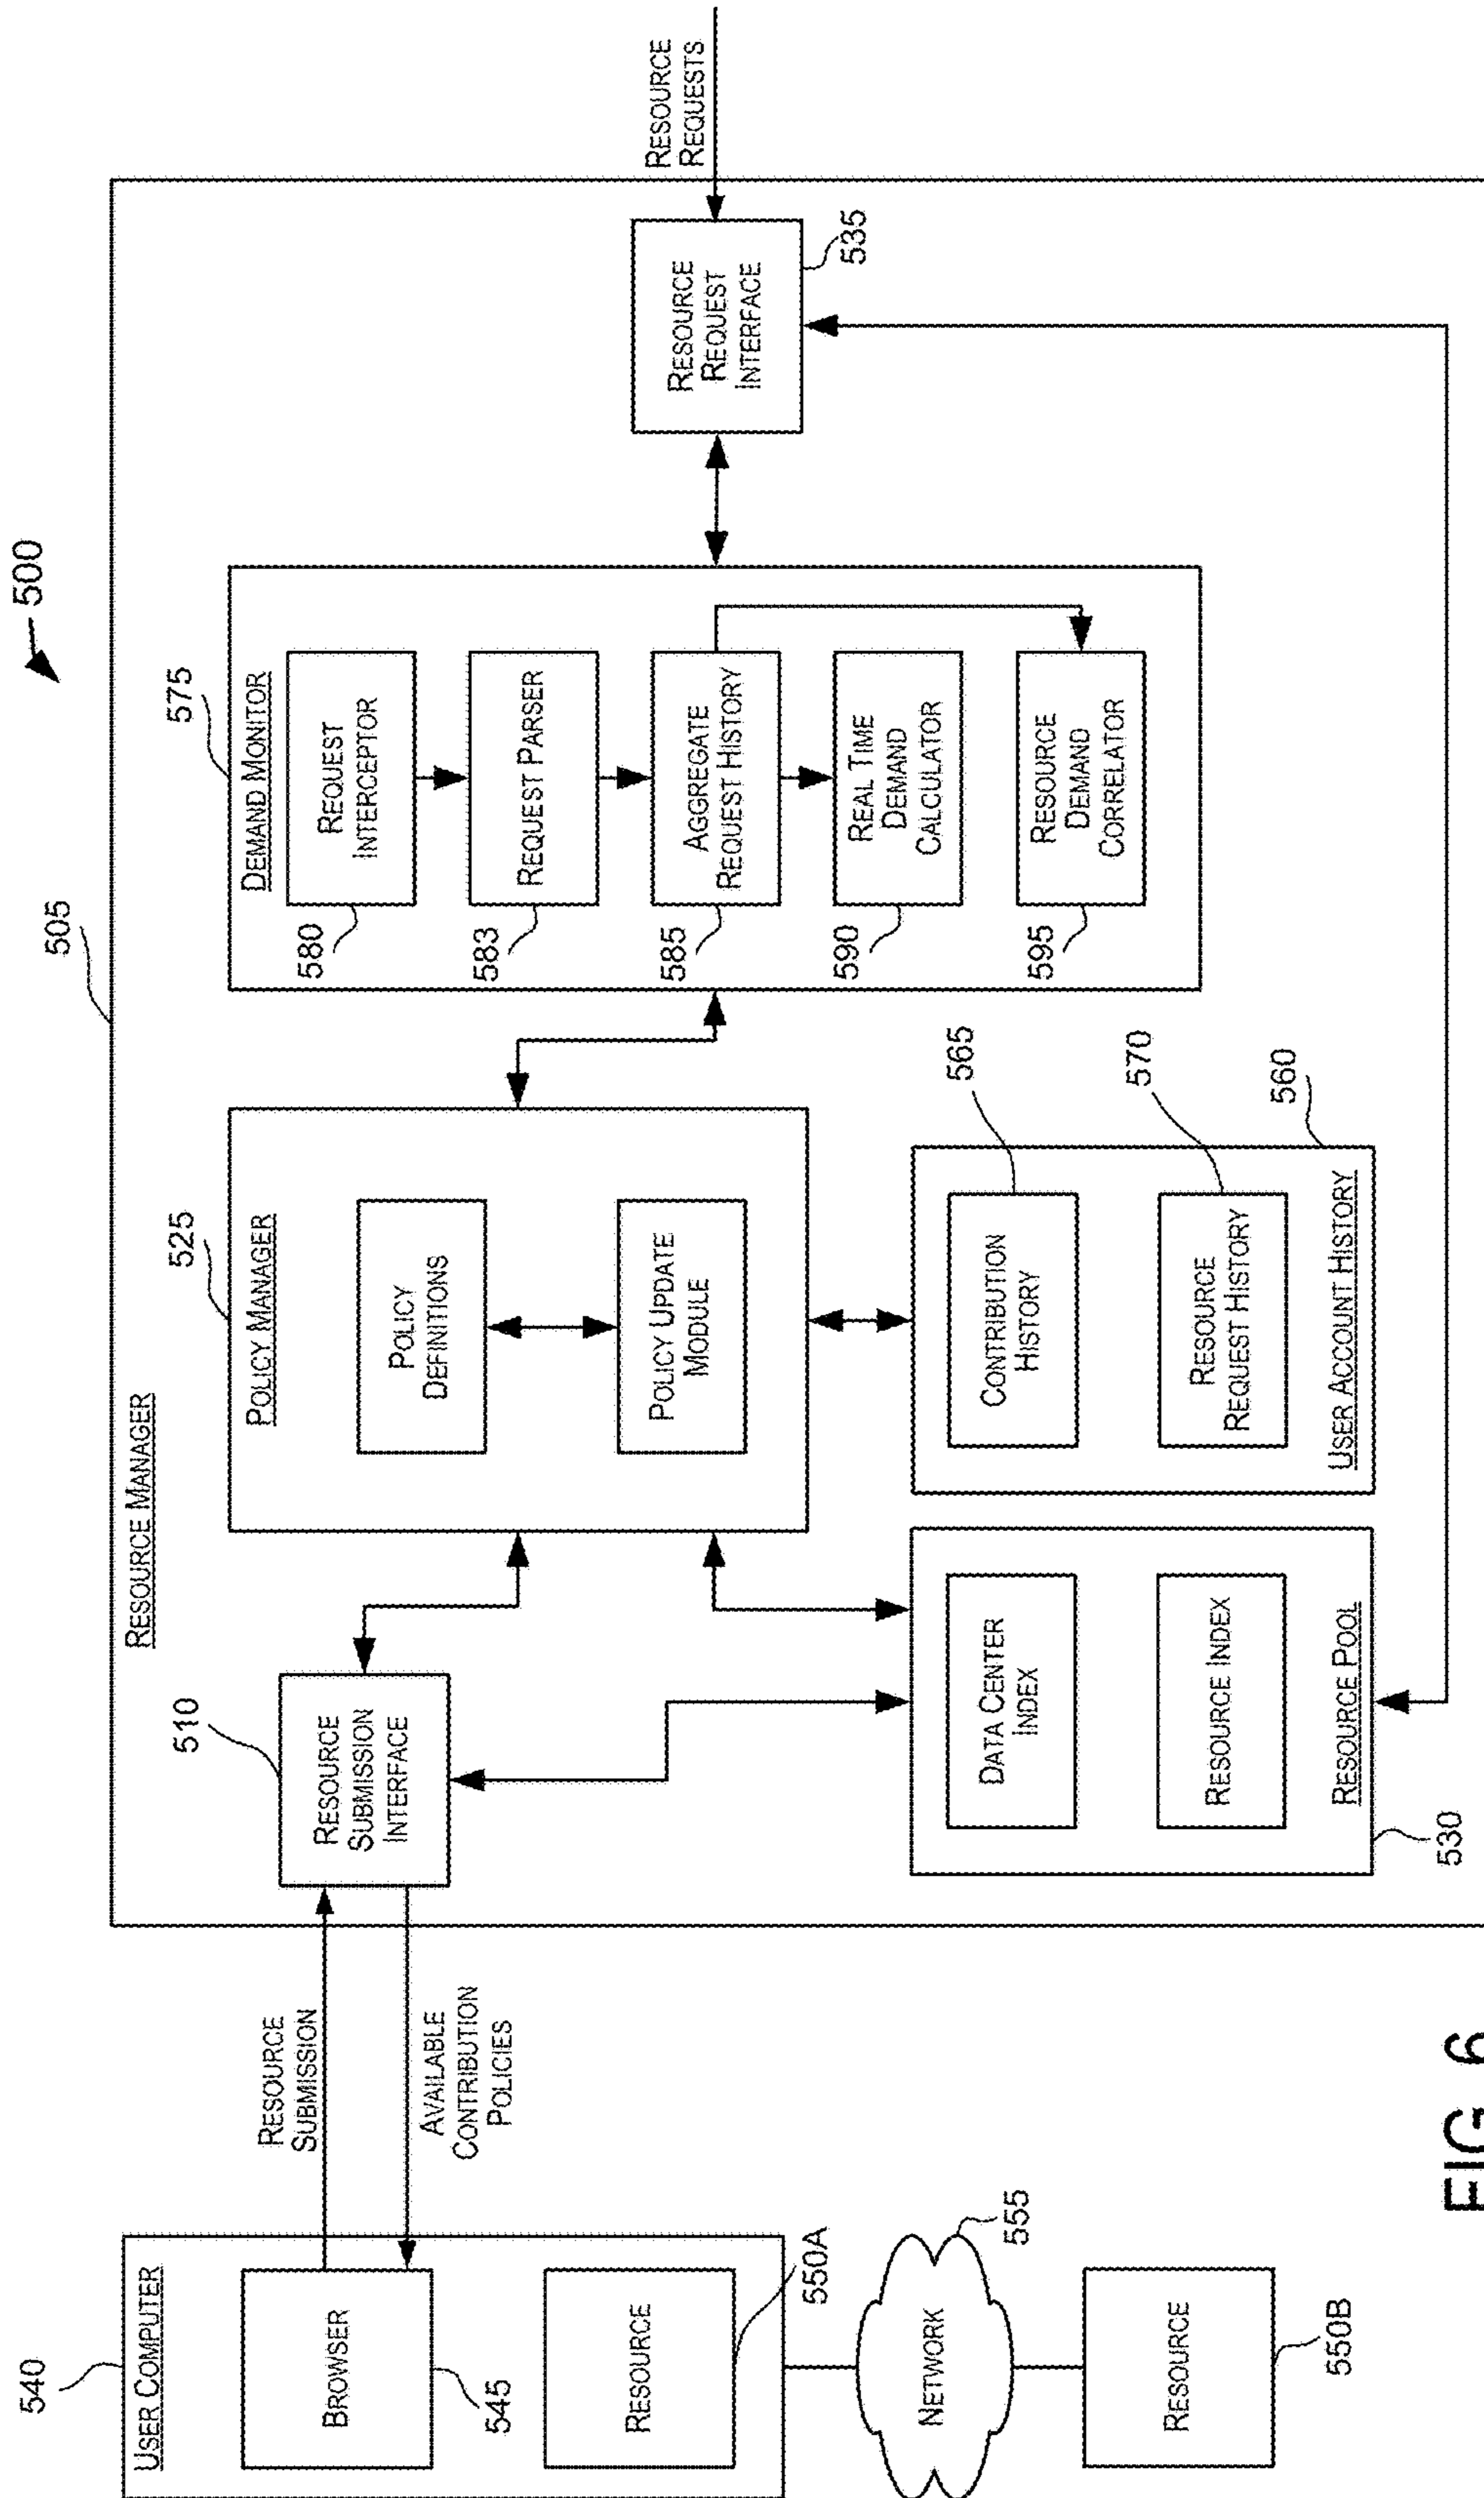 500
505
RESOURCE MANAGER
540
USER COMPUTER
BROWSER
545
RESOURCE
550A
NETWORK
555
RESOURCE
550B
RESOURCE
SUBMISSION
AVAILABLE
CONTRIBUTION
POLICIES
510
RESOURCE
SUBMISSION
INTERFACE
525
POLICY MANAGER
POLICY
DEFINITIONS
POLICY UPDATE
MODULE
DATA CENTER
INDEX
RESOURCE INDEX
RESOURCE POOL
530
CONTRIBUTION
HISTORY
565
RESOURCE
REQUEST HISTORY
570
USER ACCOUNT HISTORY
560
575
DEMAND MONITOR
REQUEST
INTERCEPTOR
580
REQUEST PARSER
583
AGGREGATE
REQUEST HISTORY
585
REAL TIME
DEMAND
CALCULATOR
590
RESOURCE
DEMAND
CORRELATOR
595
RESOURCE
REQUEST
INTERFACE
535
RESOURCE
REQUESTS
FIG. 6